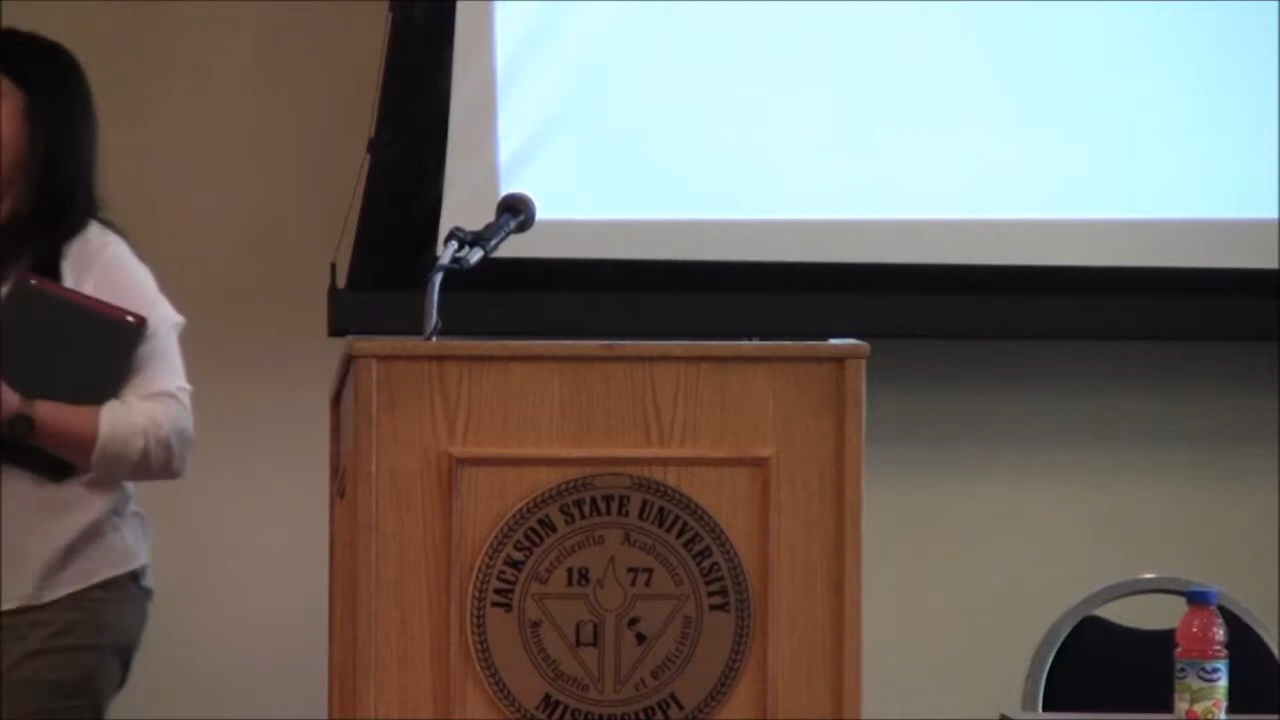 JACKSON STATE UNIVERSITY
Excellentia Academica
18 77
Investigatio et Officium
MISSISSIPPI